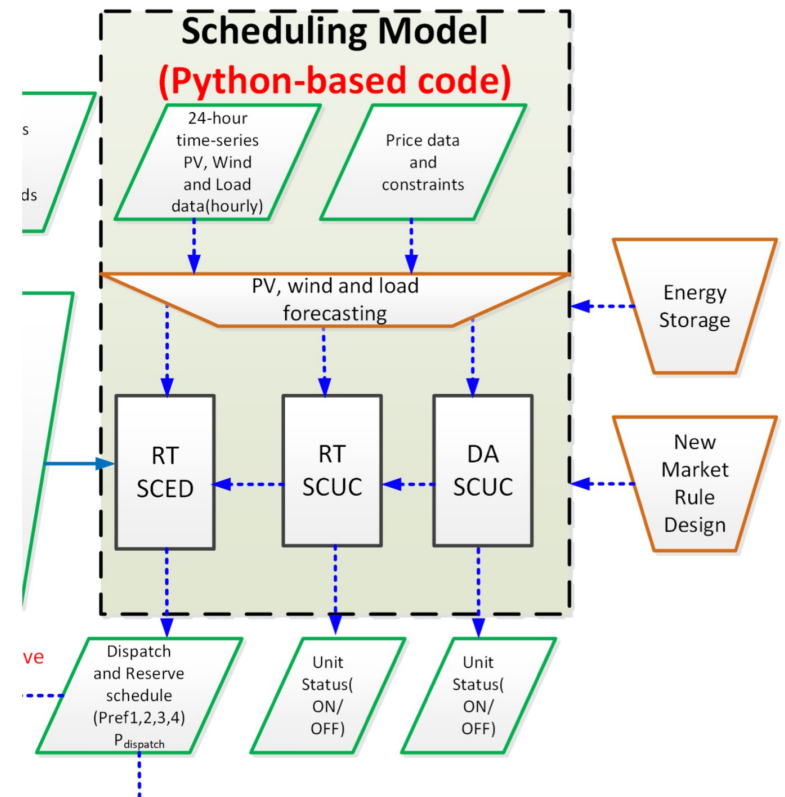 Scheduling Model
(Python-based code)
s
ds
24-hour
time-series
PV, Wind
and Load
data(hourly)
Price data
and
constraints
PV, wind and load
forecasting
Energy
Storage
RT
SCED
RT
SCUC
DA
SCUC
New
Market
Rule
Design
ve
Dispatch
and Reserve
schedule
(Pref1,2,3,4)
Pdispatch
Unit
Status(
ON/
OFF)
Unit
Status(
ON/
OFF)